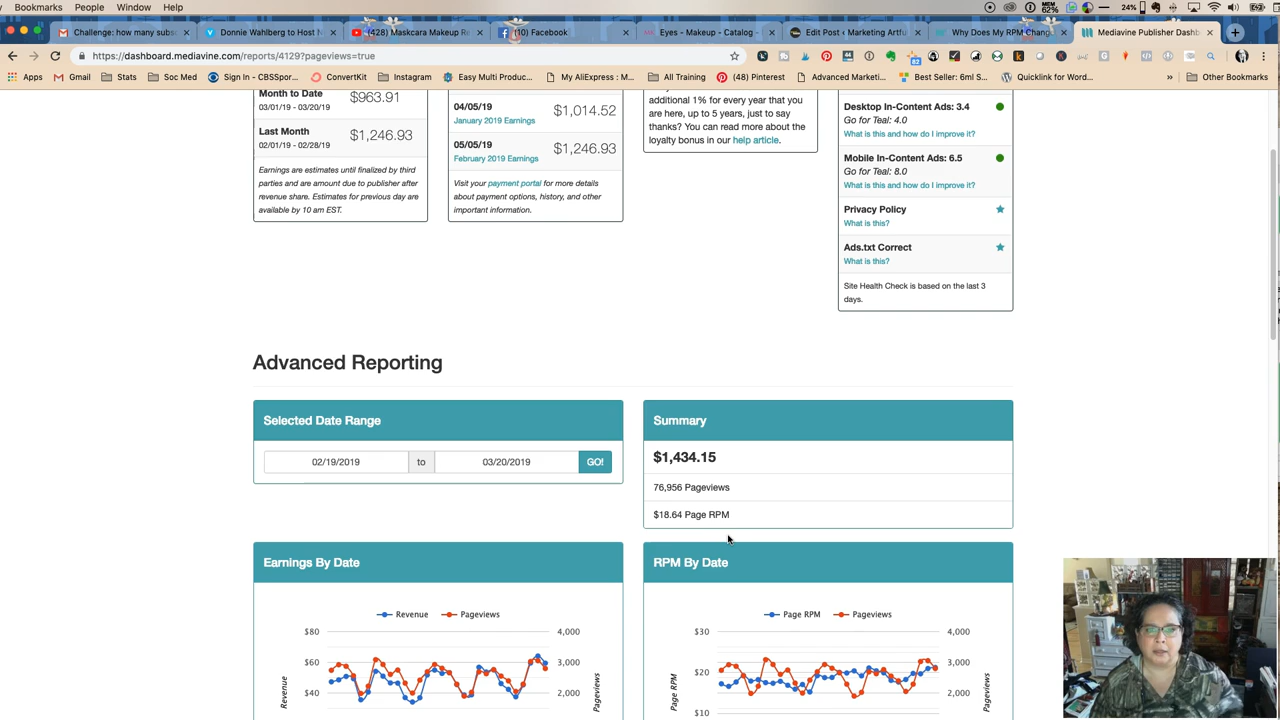 Bookmarks People Window Help
MEM 62% 24%
Challenge: how many subs
Donnie Wahlberg to Host N
(428) Maskcara Makeup Re
(10) Facebook
Eyes - Makeup - Catalog -
Edit Post ‹ Marketing Artfu
Why Does My RPM Chang
Mediavine Publisher Dashb
https://dashboard.mediavine.com/reports/4129?pageviews=true
82
Apps Gmail Stats Soc Med Sign In - CBSSpor... ConvertKit Instagram Easy Multi Produc... My AliExpress : M... All Training (48) Pinterest Advanced Marketi... Best Seller: 6ml S... Quicklink for Word... » Other Bookmarks
Month to Date
03/01/19 - 03/20/19
$963.91
Last Month
02/01/19 - 02/28/19
$1,246.93
Earnings are estimates until finalized by third
parties and are amount due to publisher after
revenue share. Estimates for previous day are
available by 10 am EST.
04/05/19
January 2019 Earnings
$1,014.52
05/05/19
February 2019 Earnings
$1,246.93
Visit your payment portal for more details
about payment options, history, and other
important information.
additional 1% for every year that you
are here, up to 5 years, just to say
thanks? You can read more about the
loyalty bonus in our help article.
Desktop In-Content Ads: 3.4
Go for Teal: 4.0
What is this and how do I improve it?
Mobile In-Content Ads: 6.5
Go for Teal: 8.0
What is this and how do I improve it?
Privacy Policy
What is this?
Ads.txt Correct
What is this?
Site Health Check is based on the last 3
days.
Advanced Reporting
Selected Date Range
02/19/2019 to 03/20/2019 GO!
Summary
$1,434.15
76,956 Pageviews
$18.64 Page RPM
Earnings By Date
Revenue Pageviews
$80 4,000
$60 3,000
$40 2,000
Revenue
Pageviews
RPM By Date
Page RPM Pageviews
$30 4,000
$20 3,000
2,000
$10
Page RPM
Pageviews